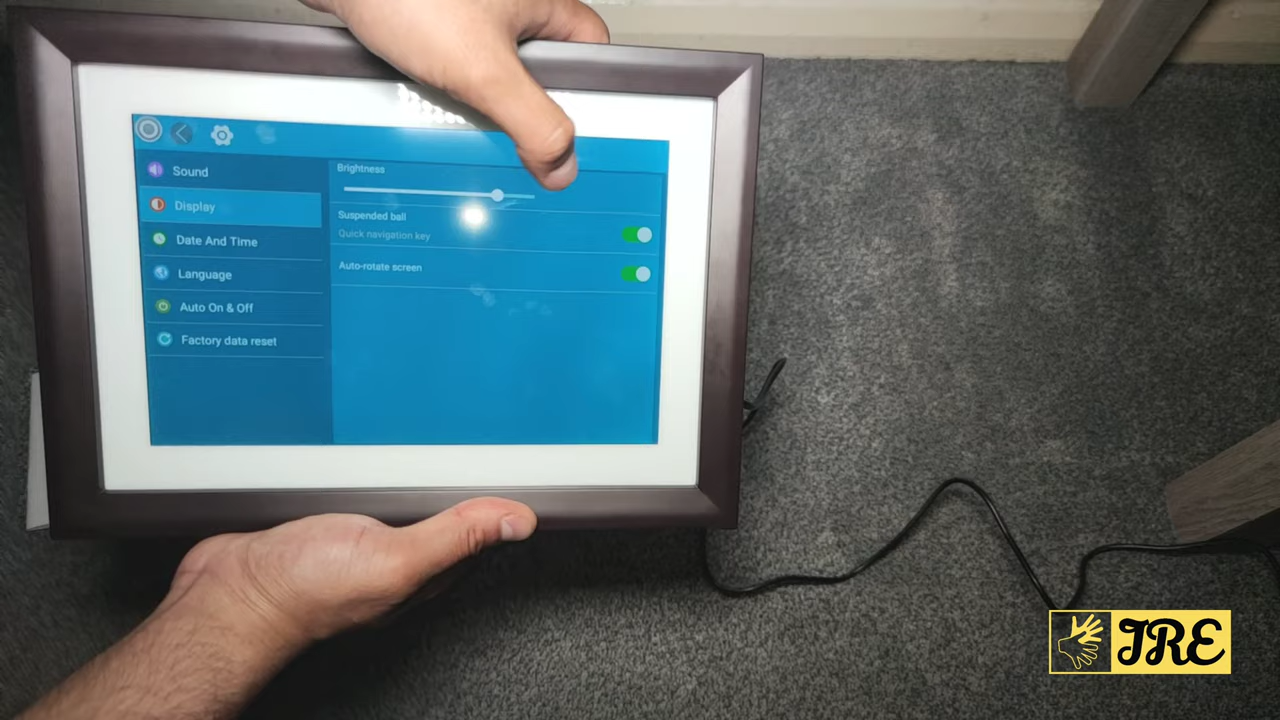 Sound
Display
Date And Time
Language
Auto On & Off
Factory data reset
Brightness
Suspended ball
Quick navigation key
Auto-rotate screen
JRE